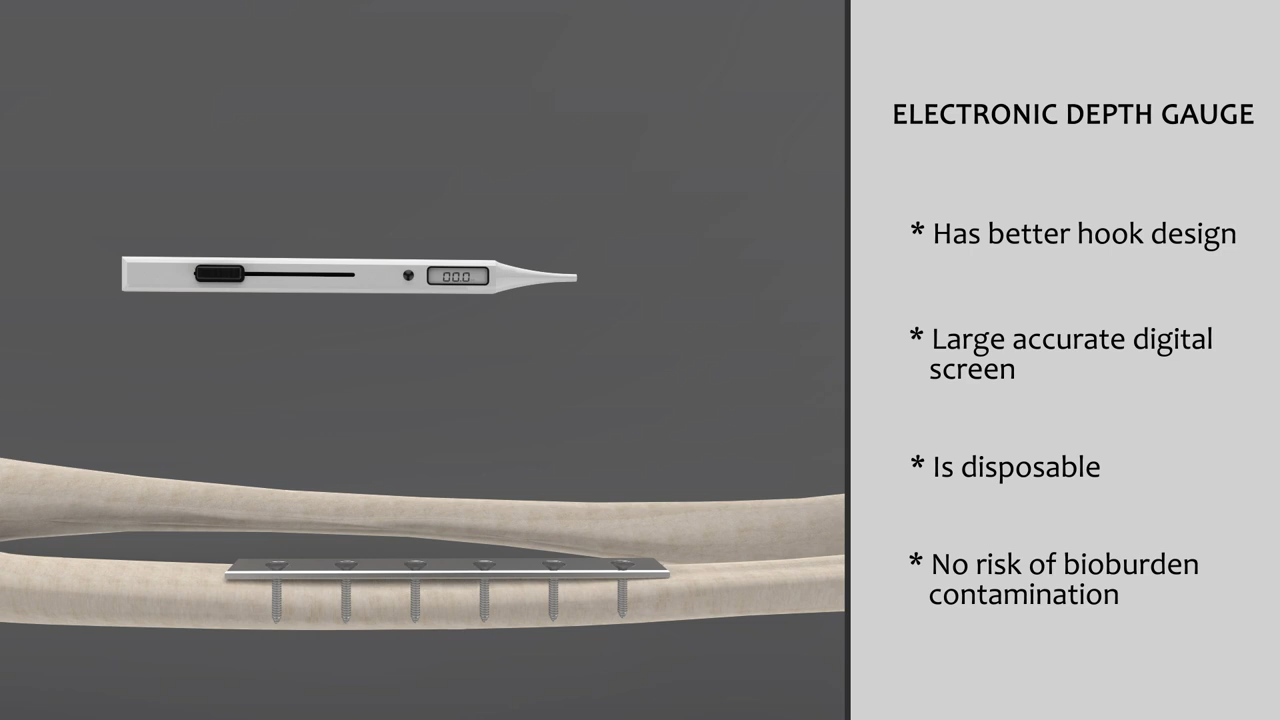 00.0
ELECTRONIC DEPTH GAUGE
* Has better hook design
* Large accurate digital
screen
* Is disposable
* No risk of bioburden
contamination